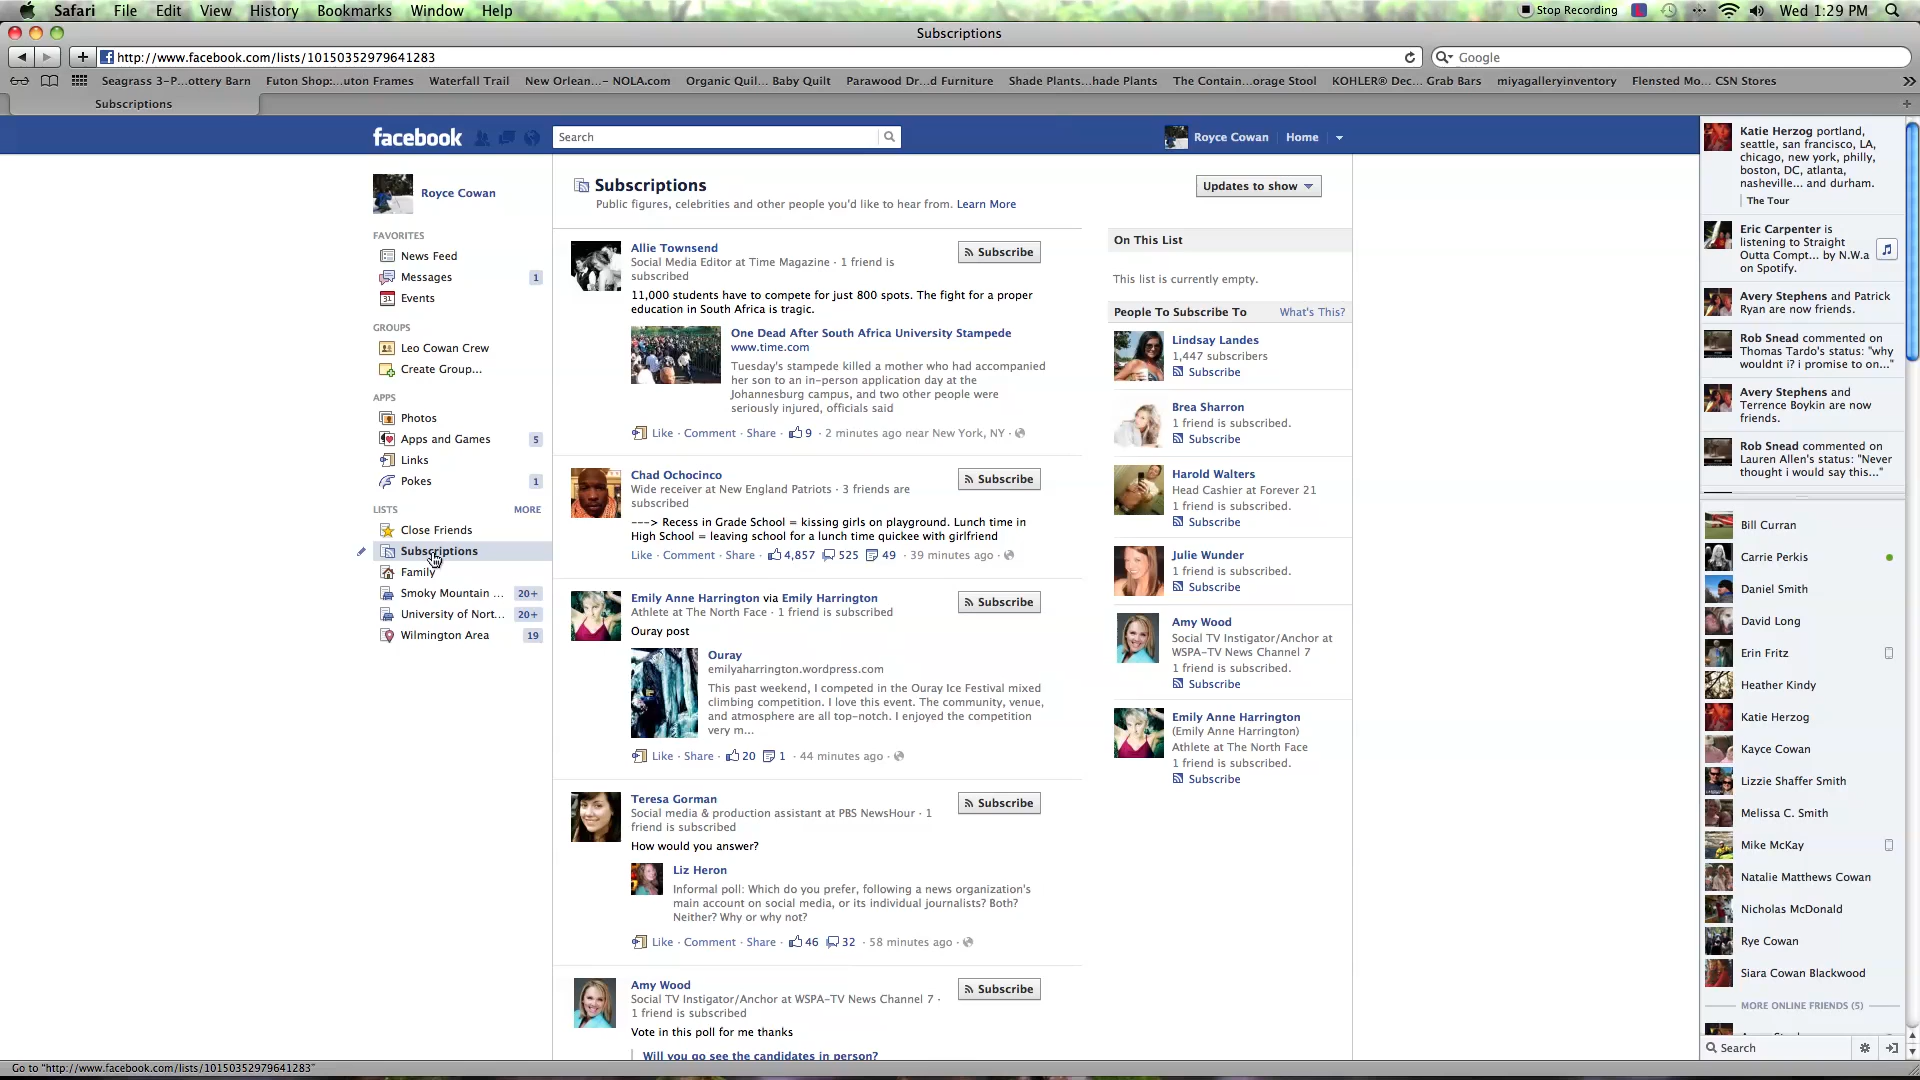 Safari File Edit View History Bookmarks Window Help
Stop Recording
Wed 1:29 PM
Subscriptions
http://www.facebook.com/lists/10150352979641283
Google
Seagrass 3-P...ottery Barn
Futon Shop:...uton Frames
Waterfall Trail
New Orlean...- NOLA.com
Organic Quil... Baby Quilt
Parawood Dr...d Furniture
Shade Plants...hade Plants
The Contain...orage Stool
KOHLER® Dec... Grab Bars
miyagalleryinventory
Flensted Mo... CSN Stores
Subscriptions
facebook
Search
Royce Cowan
Home
Royce Cowan
FAVORITES
News Feed
Messages 1
Events
GROUPS
Leo Cowan Crew
Create Group...
APPS
Photos
Apps and Games 5
Links
Pokes 1
LISTS MORE
Close Friends
Subscriptions
Family
Smoky Mountain ... 20+
University of Nort... 20+
Wilmington Area 19
Subscriptions
Updates to show
Public figures, celebrities and other people you'd like to hear from. Learn More
Allie Townsend
Subscribe
Social Media Editor at Time Magazine · 1 friend is
subscribed
11,000 students have to compete for just 800 spots. The fight for a proper
education in South Africa is tragic.
One Dead After South Africa University Stampede
www.time.com
Tuesday's stampede killed a mother who had accompanied
her son to an in-person application day at the
Johannesburg campus, and two other people were
seriously injured, officials said
Like · Comment · Share · 9 · 2 minutes ago near New York, NY ·
Chad Ochocinco
Subscribe
Wide receiver at New England Patriots · 3 friends are
subscribed
---> Recess in Grade School = kissing girls on playground. Lunch time in
High School = leaving school for a lunch time quickee with girlfriend
Like · Comment · Share · 4,857 525 49 · 39 minutes ago ·
Emily Anne Harrington via Emily Harrington
Subscribe
Athlete at The North Face · 1 friend is subscribed
Ouray post
Ouray
emilyaharrington.wordpress.com
This past weekend, I competed in the Ouray Ice Festival mixed
climbing competition. I love this event. The community, venue,
and atmosphere are all top-notch. I enjoyed the competition
very m...
Like · Share · 20 1 · 44 minutes ago ·
Teresa Gorman
Subscribe
Social media & production assistant at PBS NewsHour · 1
friend is subscribed
How would you answer?
Liz Heron
Informal poll: Which do you prefer, following a news organization's
main account on social media, or its individual journalists? Both?
Neither? Why or why not?
Like · Comment · Share · 46 32 · 58 minutes ago ·
Amy Wood
Subscribe
Social TV Instigator/Anchor at WSPA-TV News Channel 7 ·
1 friend is subscribed
Vote in this poll for me thanks
Will you go see the candidates in person?
On This List
This list is currently empty.
People To Subscribe To What's This?
Lindsay Landes
1,447 subscribers
Subscribe
Brea Sharron
1 friend is subscribed.
Subscribe
Harold Walters
Head Cashier at Forever 21
1 friend is subscribed.
Subscribe
Julie Wunder
1 friend is subscribed.
Subscribe
Amy Wood
Social TV Instigator/Anchor at
WSPA-TV News Channel 7
1 friend is subscribed.
Subscribe
Emily Anne Harrington
(Emily Anne Harrington)
Athlete at The North Face
1 friend is subscribed.
Subscribe
Katie Herzog portland,
seattle, san francisco, LA,
chicago, new york, philly,
boston, DC, atlanta,
nasheville... and durham.
The Tour
Eric Carpenter is
listening to Straight
Outta Compt... by N.W.a
on Spotify.
Avery Stephens and Patrick
Ryan are now friends.
Rob Snead commented on
Thomas Tardo's status: "why
wouldnt i? i promise to on..."
Avery Stephens and
Terrence Boykin are now
friends.
Rob Snead commented on
Lauren Allen's status: "Never
thought i would say this..."
Bill Curran
Carrie Perkis
Daniel Smith
David Long
Erin Fritz
Heather Kindy
Katie Herzog
Kayce Cowan
Lizzie Shaffer Smith
Melissa C. Smith
Mike McKay
Natalie Matthews Cowan
Nicholas McDonald
Rye Cowan
Siara Cowan Blackwood
MORE ONLINE FRIENDS (5)
Search
Go to "http://www.facebook.com/lists/10150352979641283"